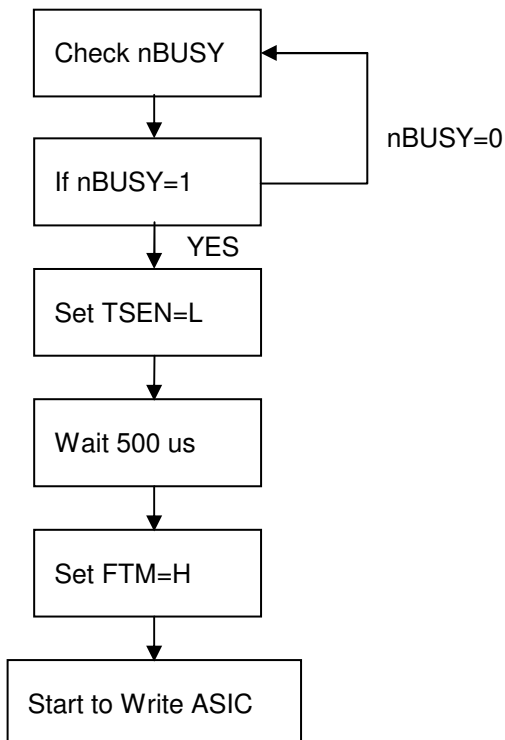 Check nBUSY
nBUSY=0
If nBUSY=1
YES
Set TSEN=L
Wait 500 us
Set FTM=H
Start to Write ASIC